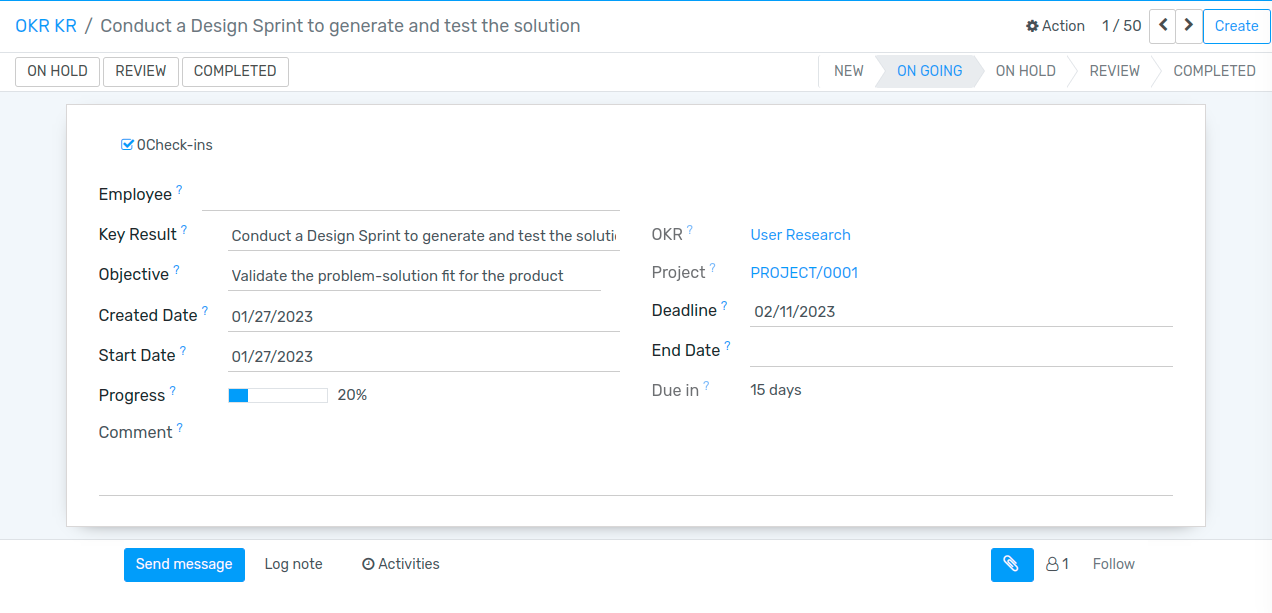 OKR KR / Conduct a Design Sprint to generate and test the solution
Action 1 / 50 Create
ON HOLD REVIEW COMPLETED
NEW ON GOING ON HOLD REVIEW COMPLETED
0Check-ins
Employee ?
Key Result ? Conduct a Design Sprint to generate and test the soluti
OKR ? User Research
Objective ? Validate the problem-solution fit for the product
Project ? PROJECT/0001
Created Date ? 01/27/2023
Deadline ? 02/11/2023
Start Date ? 01/27/2023
End Date ?
Progress ? 20%
Due in ? 15 days
Comment ?
Send message Log note Activities 1 Follow